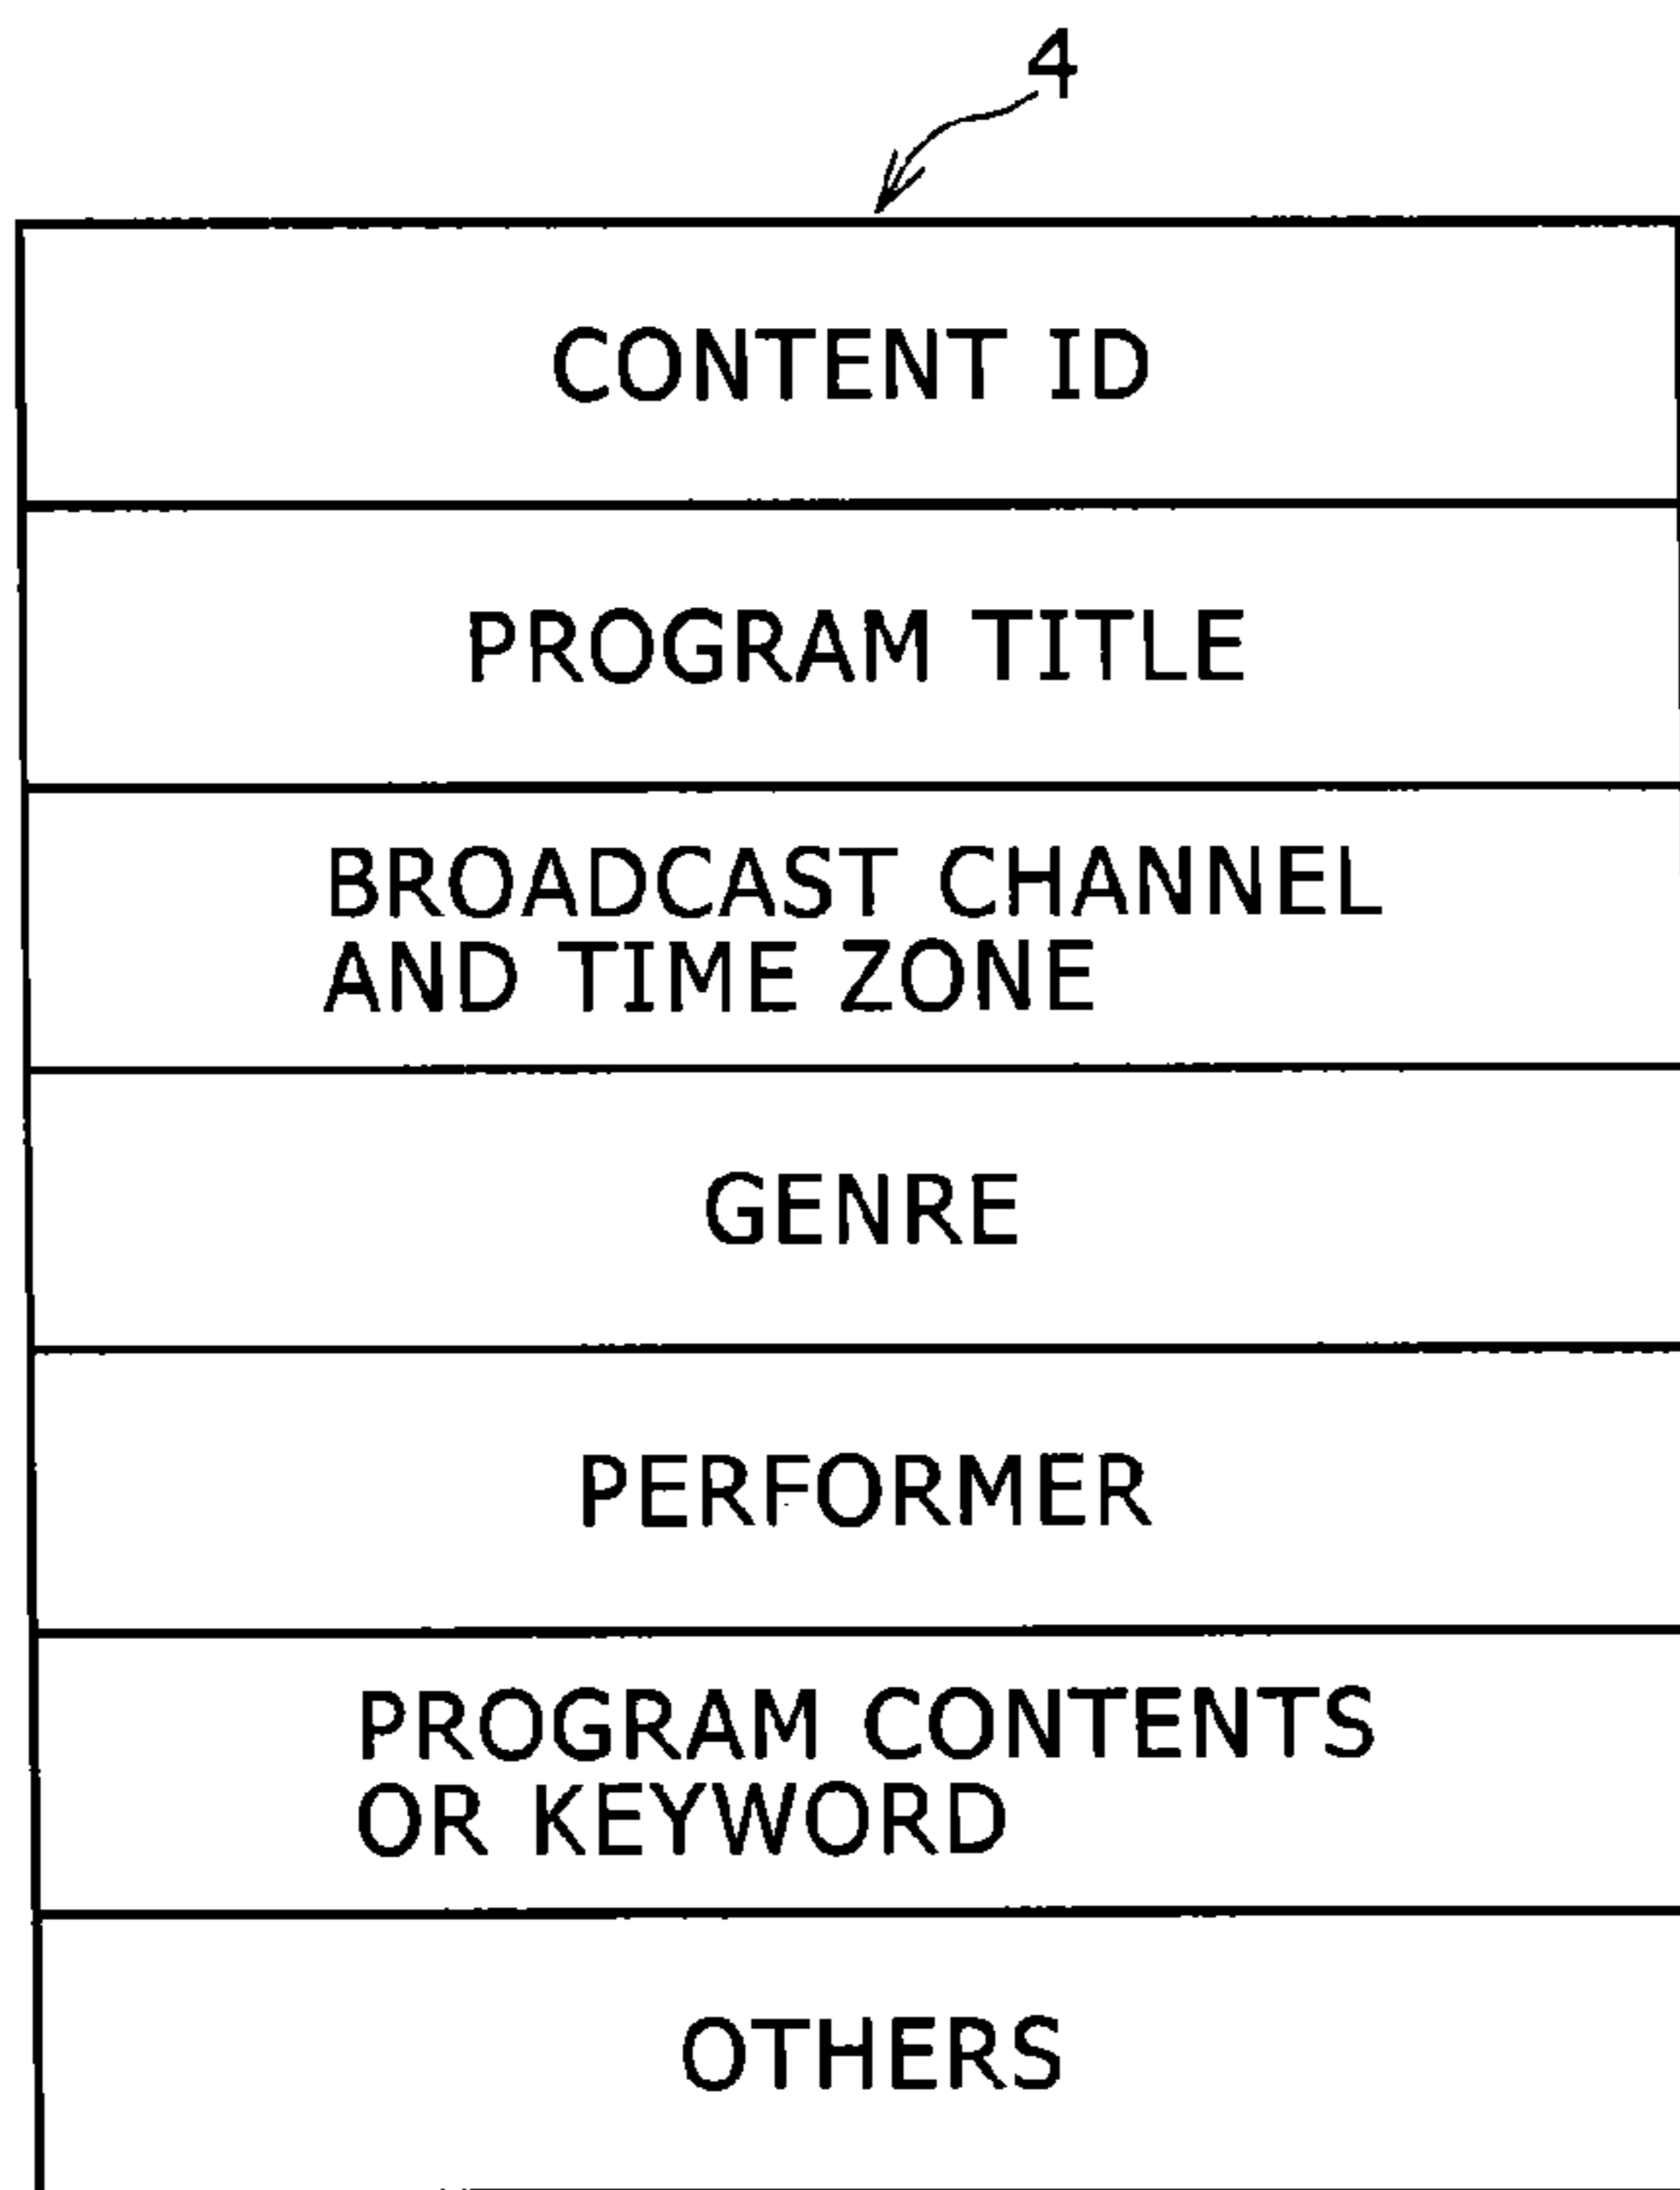 4
CONTENT ID
PROGRAM TITLE
BROADCAST CHANNEL
AND TIME ZONE
GENRE
PERFORMER
PROGRAM CONTENTS
OR KEYWORD
OTHERS